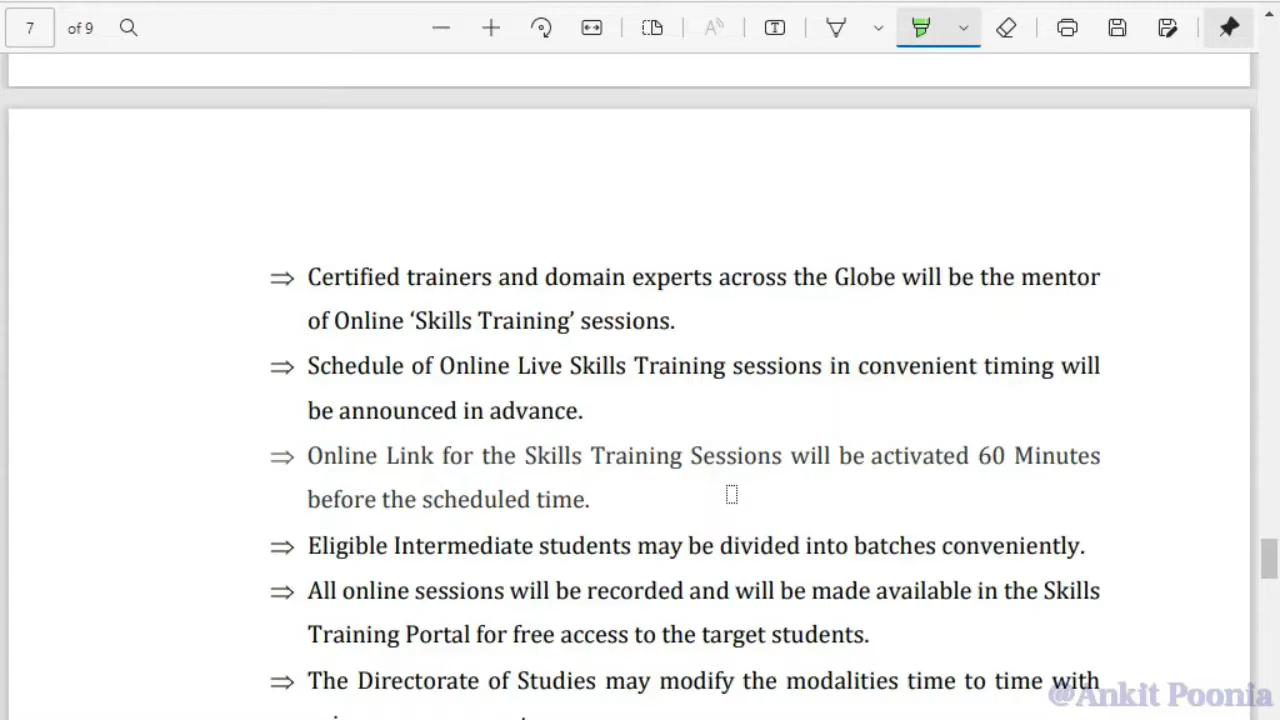 7 of 9
⇒ Certified trainers and domain experts across the Globe will be the mentor
of Online ‘Skills Training’ sessions.
⇒ Schedule of Online Live Skills Training sessions in convenient timing will
be announced in advance.
⇒ Online Link for the Skills Training Sessions will be activated 60 Minutes
before the scheduled time.
⇒ Eligible Intermediate students may be divided into batches conveniently.
⇒ All online sessions will be recorded and will be made available in the Skills
Training Portal for free access to the target students.
⇒ The Directorate of Studies may modify the modalities time to time with
@Ankit Poonia